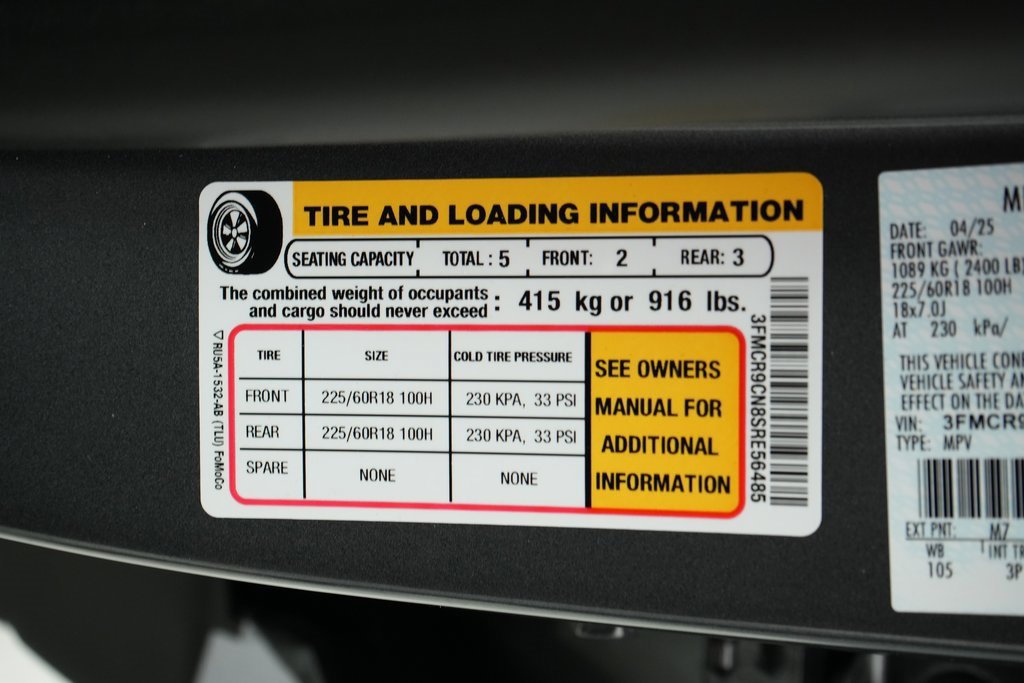 TIRE AND LOADING INFORMATION
SEATING CAPACITY TOTAL: 5 FRONT: 2 REAR: 3
The combined weight of occupants
and cargo should never exceed : 415 kg or 916 lbs.
TIRE SIZE COLD TIRE PRESSURE
FRONT 225/60R18 100H 230 KPA, 33 PSI
REAR 225/60R18 100H 230 KPA, 33 PSI
SPARE NONE NONE
SEE OWNERS
MANUAL FOR
ADDITIONAL
INFORMATION
RU5A-1532-AB (TLU) FoMoCo
3FMCR9CN8SRE56485
DATE: 04/25
FRONT GAWR:
1089 KG ( 2400 LB)
225/60R18 100H
18x7.0J
AT 230 kPa/
THIS VEHICLE CON
VEHICLE SAFETY AN
EFFECT ON THE DA
VIN: 3FMCR9
TYPE: MPV
EXT PNT: M7
WB INT TR
105 3P